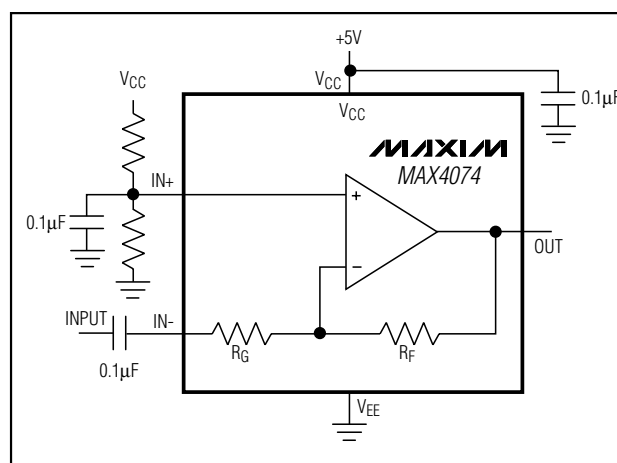 +5V
VCC
VCC
VCC
0.1µF
MAXIM
MAX4074
IN+
+
0.1µF
−
OUT
INPUT
IN-
RG
RF
0.1µF
VEE